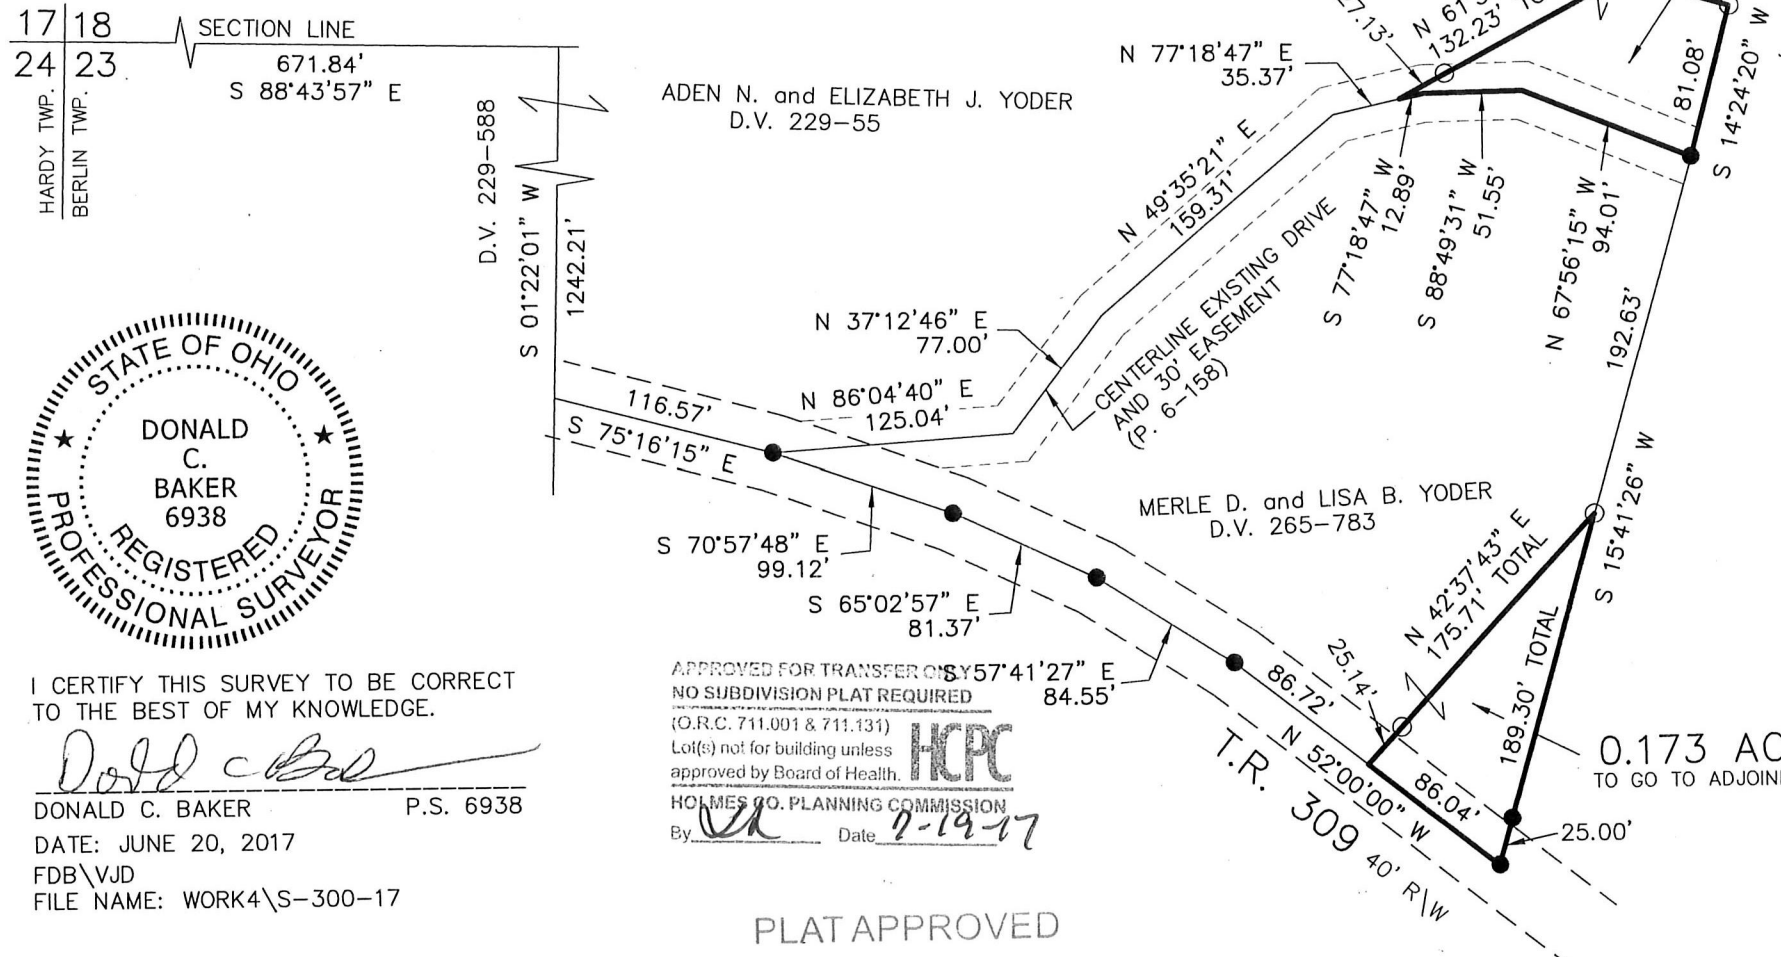 17 18
24 23
HARDY TWP.
BERLIN TWP.
SECTION LINE
671.84'
S 88°43'57" E
D.V. 229-588
S 01°22'01" W
1242.21'
ADEN N. and ELIZABETH J. YODER
D.V. 229-55
N 77°18'47" E
35.37'
27.13'
132.23'
81.08'
S 14°24'20" W
N 49°35'21" E
159.31'
S 77°18'47" W
12.89'
S 88°49'31" W
51.55'
N 67°56'15" W
94.01'
192.63'
CENTERLINE EXISTING DRIVE
AND 30' EASEMENT
(P. 6-158)
N 37°12'46" E
77.00'
N 86°04'40" E
125.04'
116.57'
S 75°16'15" E
S 70°57'48" E
99.12'
S 65°02'57" E
81.37'
S 57°41'27" E
84.55'
MERLE D. and LISA B. YODER
D.V. 265-783
S 15°41'26" W
N 42°37'43" E
175.71' TOTAL
25.14'
189.30' TOTAL
86.72'
N 52°00'00" W
86.04'
25.00'
0.173 AC
TO GO TO ADJOIN
T.R. 309 40' R\W
STATE OF OHIO
DONALD
C.
BAKER
6938
REGISTERED
PROFESSIONAL SURVEYOR
I CERTIFY THIS SURVEY TO BE CORRECT
TO THE BEST OF MY KNOWLEDGE.
DONALD C. BAKER P.S. 6938
DATE: JUNE 20, 2017
FDB\VJD
FILE NAME: WORK4\S-300-17
APPROVED FOR TRANSFER ONLY
NO SUBDIVISION PLAT REQUIRED
(O.R.C. 711.001 & 711.131)
Lot(s) not for building unless
approved by Board of Health.
HCPC
HOLMES CO. PLANNING COMMISSION
By Date 7-19-17
PLAT APPROVED